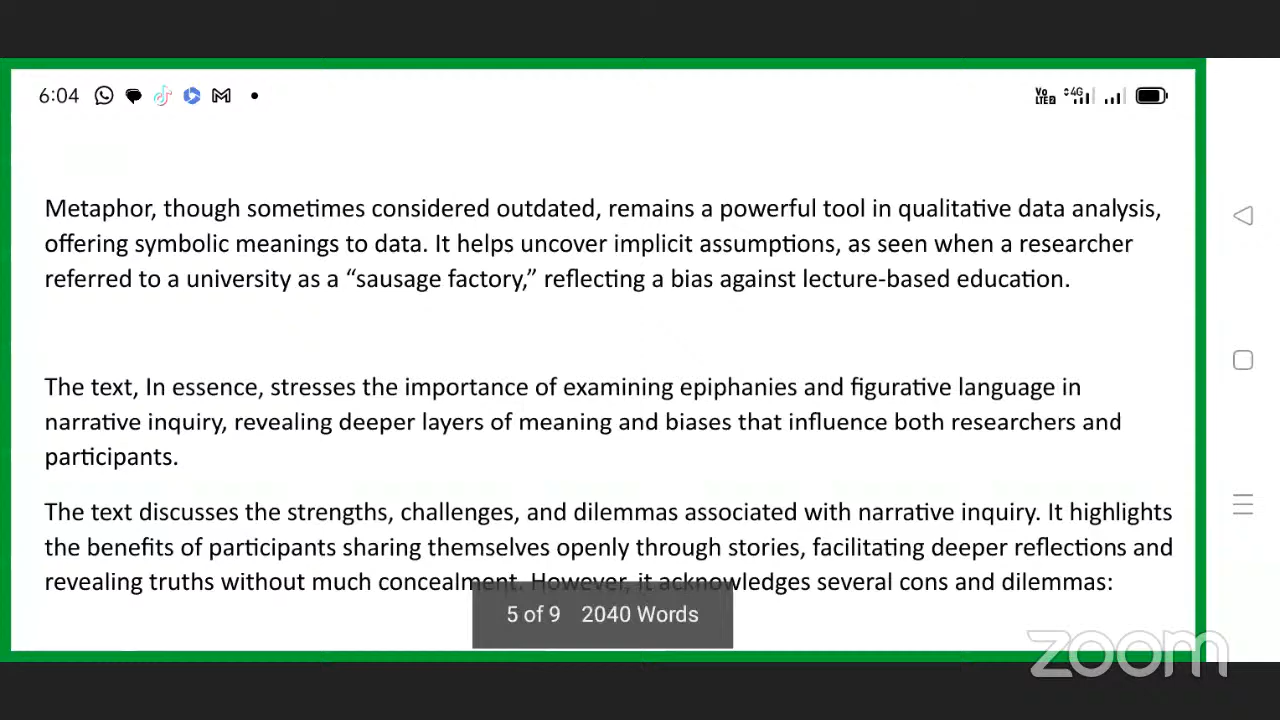 6:04
Vo LTE2 4G
Metaphor, though sometimes considered outdated, remains a powerful tool in qualitative data analysis,
offering symbolic meanings to data. It helps uncover implicit assumptions, as seen when a researcher
referred to a university as a “sausage factory,” reflecting a bias against lecture-based education.
The text, In essence, stresses the importance of examining epiphanies and figurative language in
narrative inquiry, revealing deeper layers of meaning and biases that influence both researchers and
participants.
The text discusses the strengths, challenges, and dilemmas associated with narrative inquiry. It highlights
the benefits of participants sharing themselves openly through stories, facilitating deeper reflections and
revealing truths without much concealment. However, it acknowledges several cons and dilemmas:
5 of 9 2040 Words
zoom